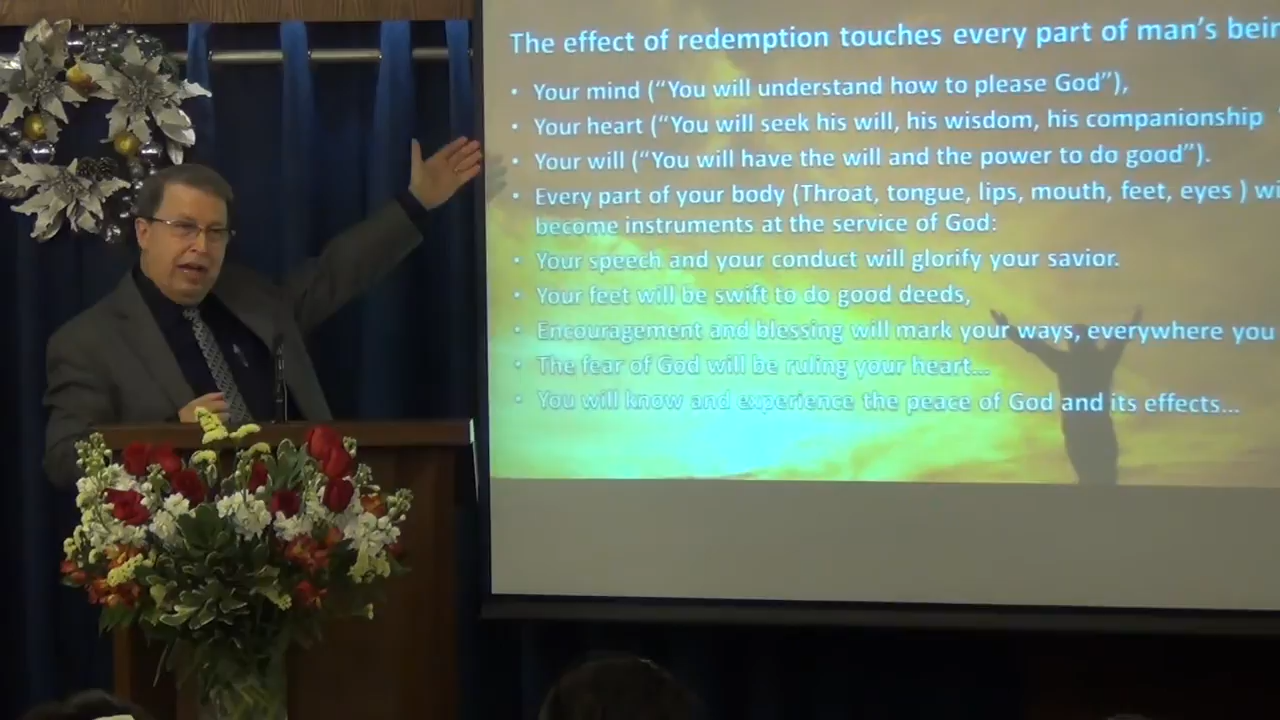 The effect of redemption touches every part of man's
• Your mind ("You will understand how to please God"),
• Your heart ("You will seek his will, his wisdom, his companionship
• Your will ("You will have the will and the power to do good").
• Every part of your body (Throat, tongue, lips, mouth, feet, eyes )
become instruments at the service of God:
• Your speech and your conduct will glorify your savior.
• Your feet will be swift to do good deeds,
• Encouragement and blessing will mark your ways, everywhere you
• The fear of God will be ruling your heart...
• You will know and experience the peace of God and its effects...